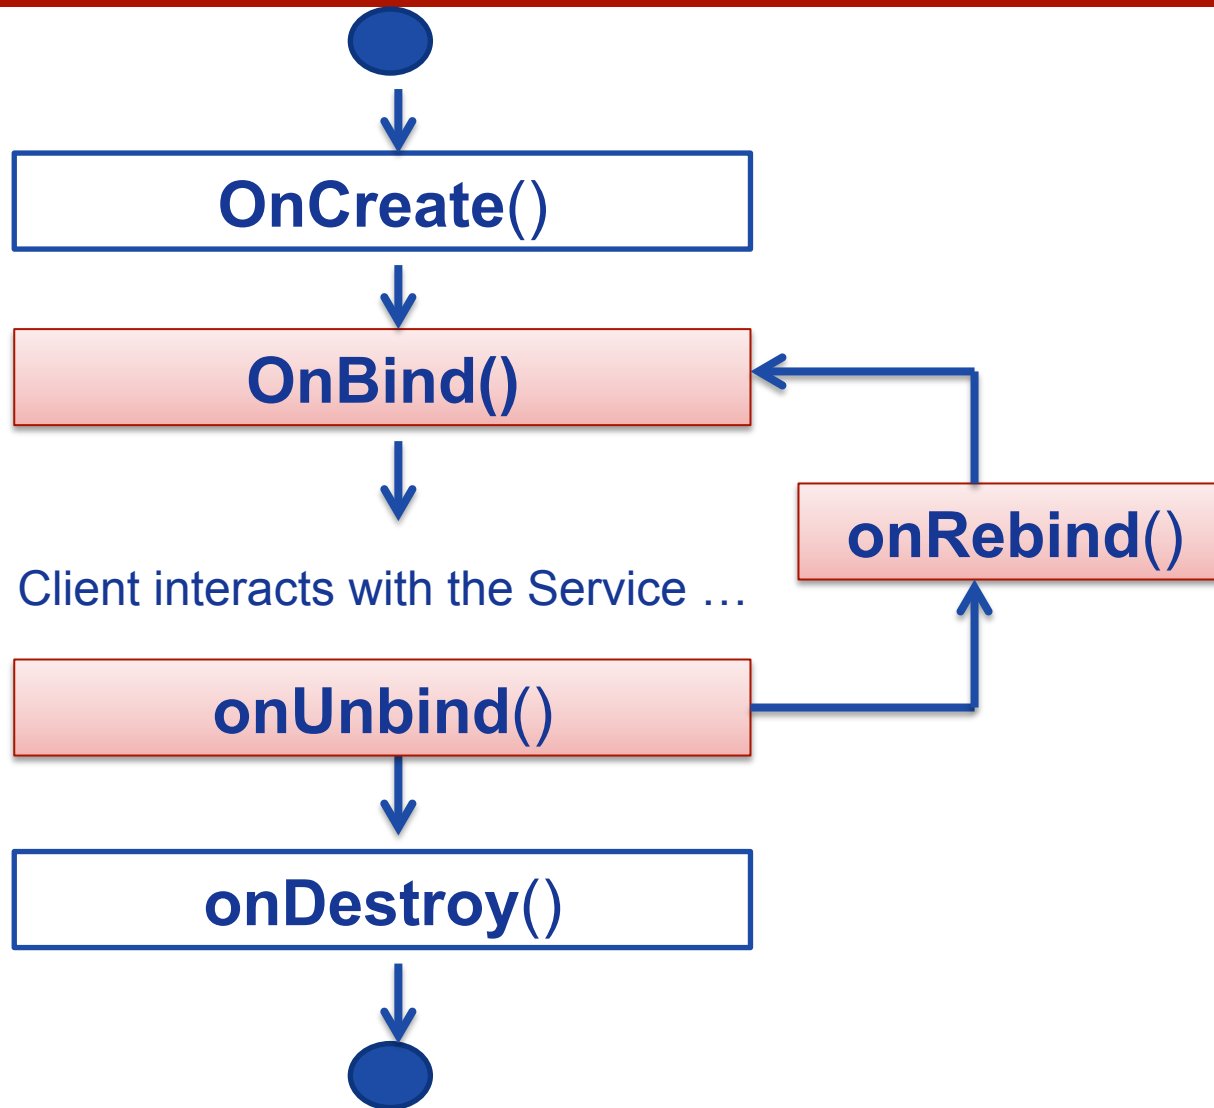 OnCreate()
OnBind()
onRebind()
Client interacts with the Service …
onUnbind()
onDestroy()